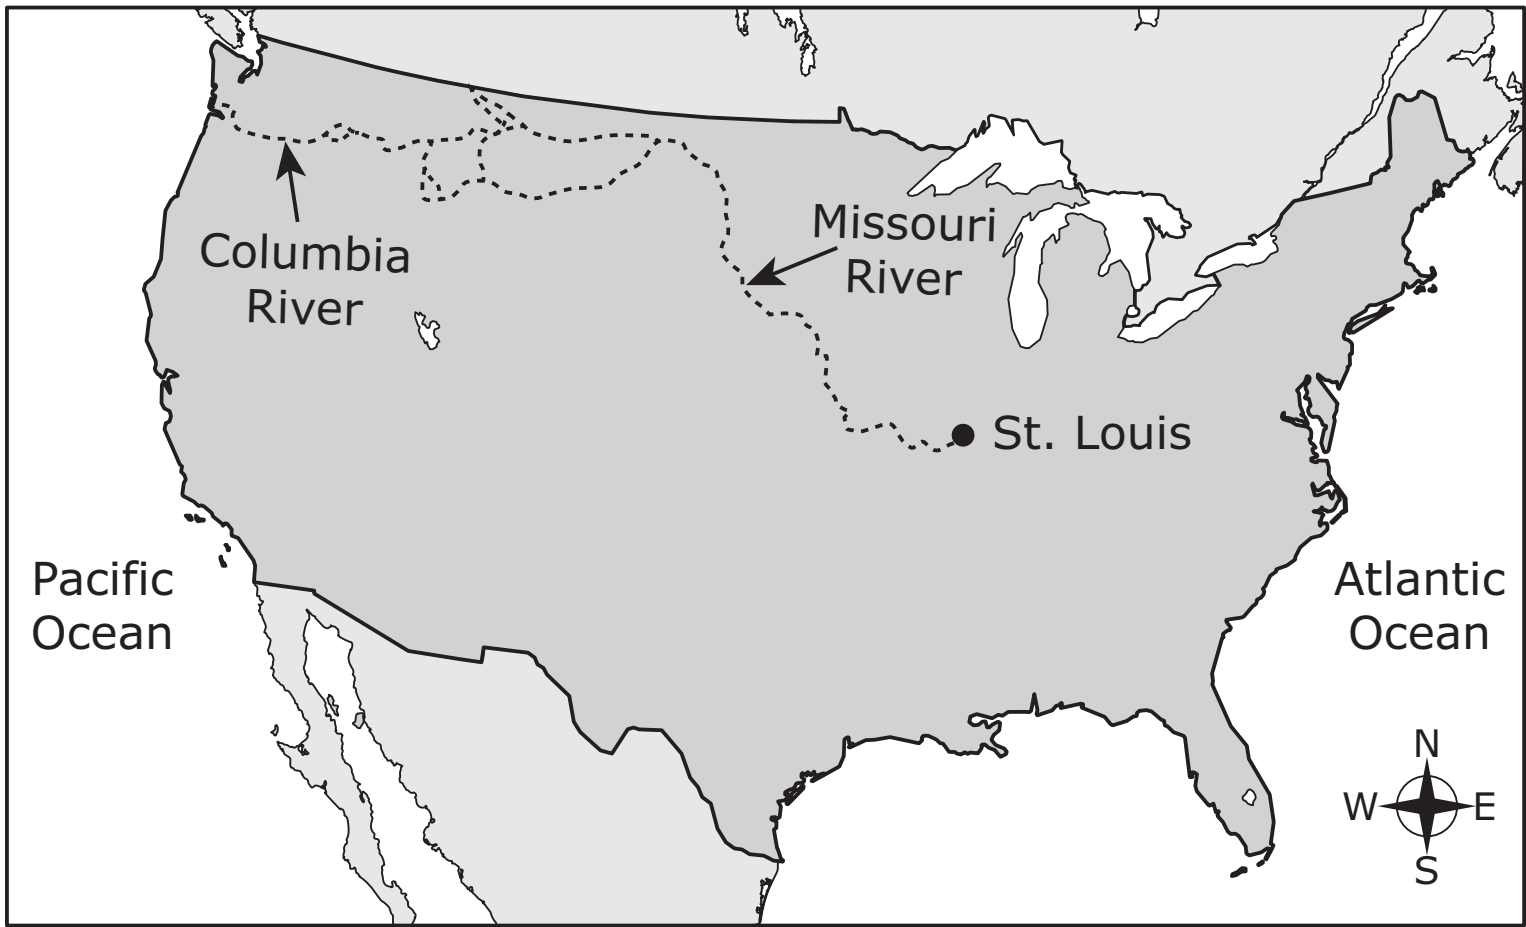 Missouri
River
Columbia
River
St. Louis
Pacific
Ocean
Atlantic
Ocean
N
W E
S